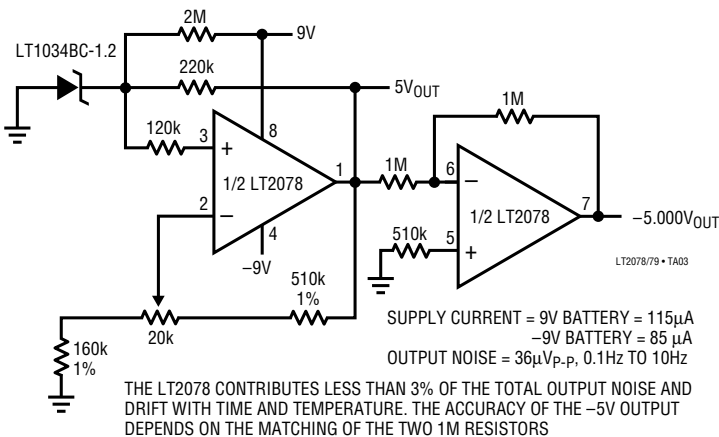 2M
9V
LT1034BC-1.2
220k
5VOUT
120k
3
8
+
1
1/2 LT2078
2
−
4
−9V
1M
1M
6
−
7
1/2 LT2078
−5.000VOUT
510k
5
+
LT2078/79 • TA03
510k
1%
20k
160k
1%
SUPPLY CURRENT = 9V BATTERY = 115µA
−9V BATTERY = 85 µA
OUTPUT NOISE = 36µVP-P, 0.1Hz TO 10Hz
THE LT2078 CONTRIBUTES LESS THAN 3% OF THE TOTAL OUTPUT NOISE AND
DRIFT WITH TIME AND TEMPERATURE. THE ACCURACY OF THE −5V OUTPUT
DEPENDS ON THE MATCHING OF THE TWO 1M RESISTORS